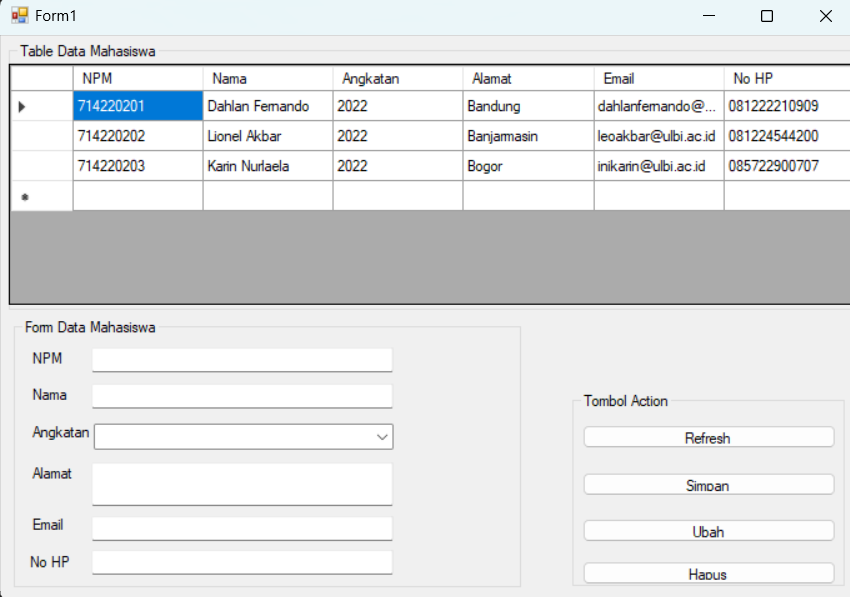 Form1
Table Data Mahasiswa
NPM Nama Angkatan Alamat Email No HP
714220201 Dahlan Fernando 2022 Bandung dahlanfernando@... 081222210909
714220202 Lionel Akbar 2022 Banjarmasin leoakbar@ulbi.ac.id 081224544200
714220203 Karin Nurlaela 2022 Bogor inikarin@ulbi.ac.id 085722900707
Form Data Mahasiswa
NPM
Nama
Angkatan
Alamat
Email
No HP
Tombol Action
Refresh
Simpan
Ubah
Hapus